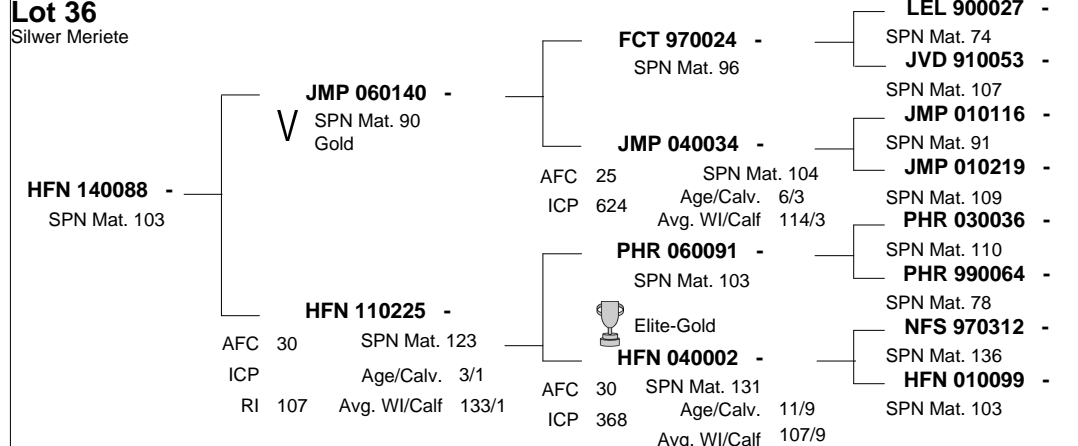 Lot 36
Silwer Meriete
HFN 140088 -
SPN Mat. 103
JMP 060140 -
V
SPN Mat. 90
Gold
HFN 110225 -
AFC 30 SPN Mat. 123
ICP Age/Calv. 3/1
RI 107 Avg. WI/Calf 133/1
FCT 970024 -
SPN Mat. 96
JMP 040034 -
AFC 25 SPN Mat. 104
ICP 624 Age/Calv. 6/3
Avg. WI/Calf 114/3
PHR 060091 -
SPN Mat. 103
Elite-Gold
HFN 040002 -
AFC 30 SPN Mat. 131
ICP 368 Age/Calv. 11/9
Avg. WI/Calf 107/9
LEL 900027 -
SPN Mat. 74
JVD 910053 -
SPN Mat. 107
JMP 010116 -
SPN Mat. 91
JMP 010219 -
SPN Mat. 109
PHR 030036 -
SPN Mat. 110
PHR 990064 -
SPN Mat. 78
NFS 970312 -
SPN Mat. 136
HFN 010099 -
SPN Mat. 103